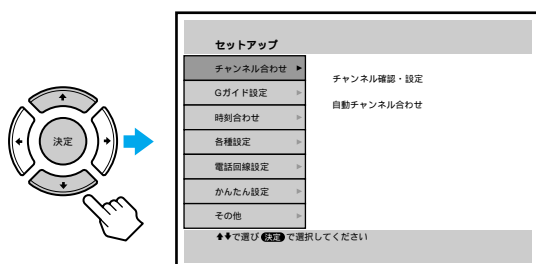 決定
セットアップ
チャンネル合わせ
Gガイド設定
時刻合わせ
各種設定
電話回線設定
かんたん設定
その他
チャンネル確認・設定
自動チャンネル合わせ
で選び 決定 で選択してください